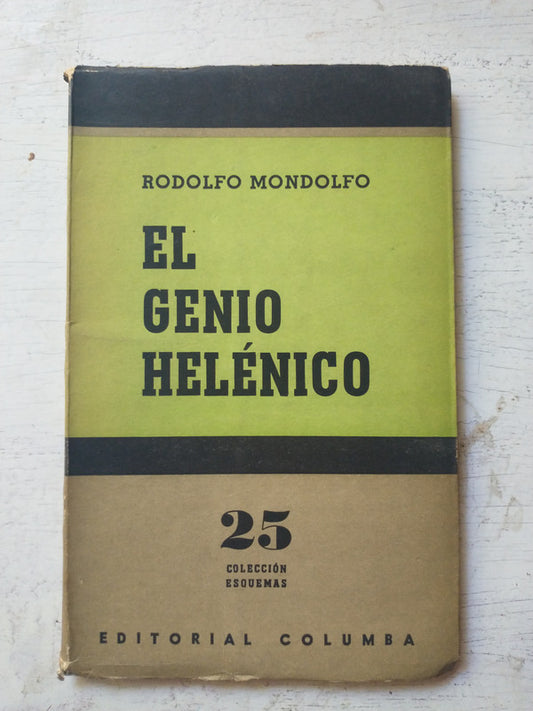 RODOLFO MONDOLFO
EL
GENIO
HELÉNICO
25
COLECCIÓN
ESQUEMAS
EDITORIAL COLUMBA